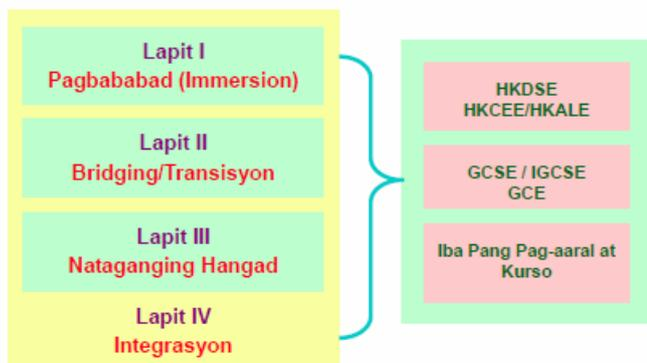 Lapit I
Pagbababad (Immersion)
Lapit II
Bridging/Transisyon
Lapit III
Nataganging Hangad
Lapit IV
Integrasyon
HKDSE
HKCEE/HKALE
GCSE / IGCSE
GCE
Iba Pang Pag-aaral at
Kurso